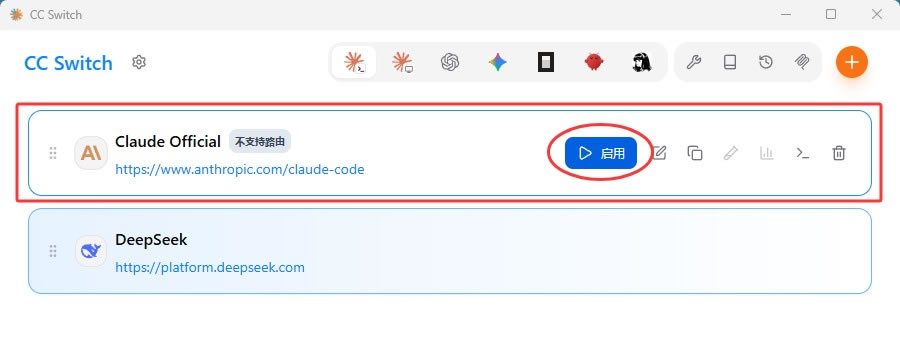 CC Switch
CC Switch
Claude Official 不支持路由
https://www.anthropic.com/claude-code
启用
DeepSeek
https://platform.deepseek.com